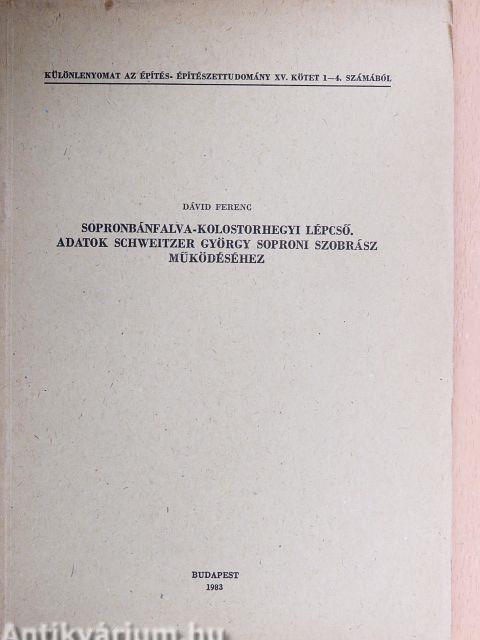 KÜLÖNLENYOMAT AZ ÉPÍTÉS- ÉPÍTÉSZETTUDOMÁNY XV. KÖTET 1—4. SZÁMÁBÓL
DÁVID FERENC
SOPRONBÁNFALVA-KOLOSTORHEGYI LÉPCSŐ.
ADATOK SCHWEITZER GYÖRGY SOPRONI SZOBRÁSZ
MŰKÖDÉSÉHEZ
BUDAPEST
1983
Antikvárium.hu